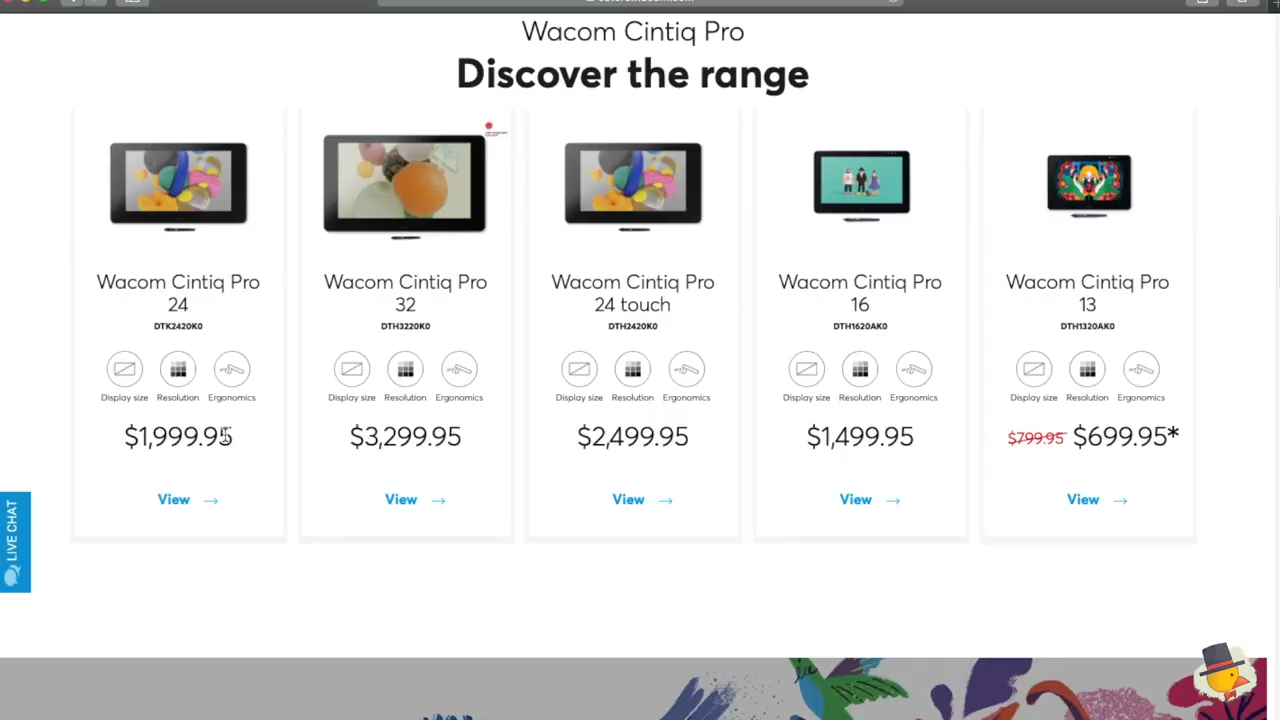 Wacom Cintiq Pro
Discover the range
Wacom Cintiq Pro
24
DTK2420K0
Display size Resolution Ergonomics
$1,999.95
View →
Wacom Cintiq Pro
32
DTH3220K0
Display size Resolution Ergonomics
$3,299.95
View →
Wacom Cintiq Pro
24 touch
DTH2420K0
Display size Resolution Ergonomics
$2,499.95
View →
Wacom Cintiq Pro
16
DTH1620AK0
Display size Resolution Ergonomics
$1,499.95
View →
Wacom Cintiq Pro
13
DTH1320AK0
Display size Resolution Ergonomics
$799.95 $699.95*
View →
LIVE CHAT